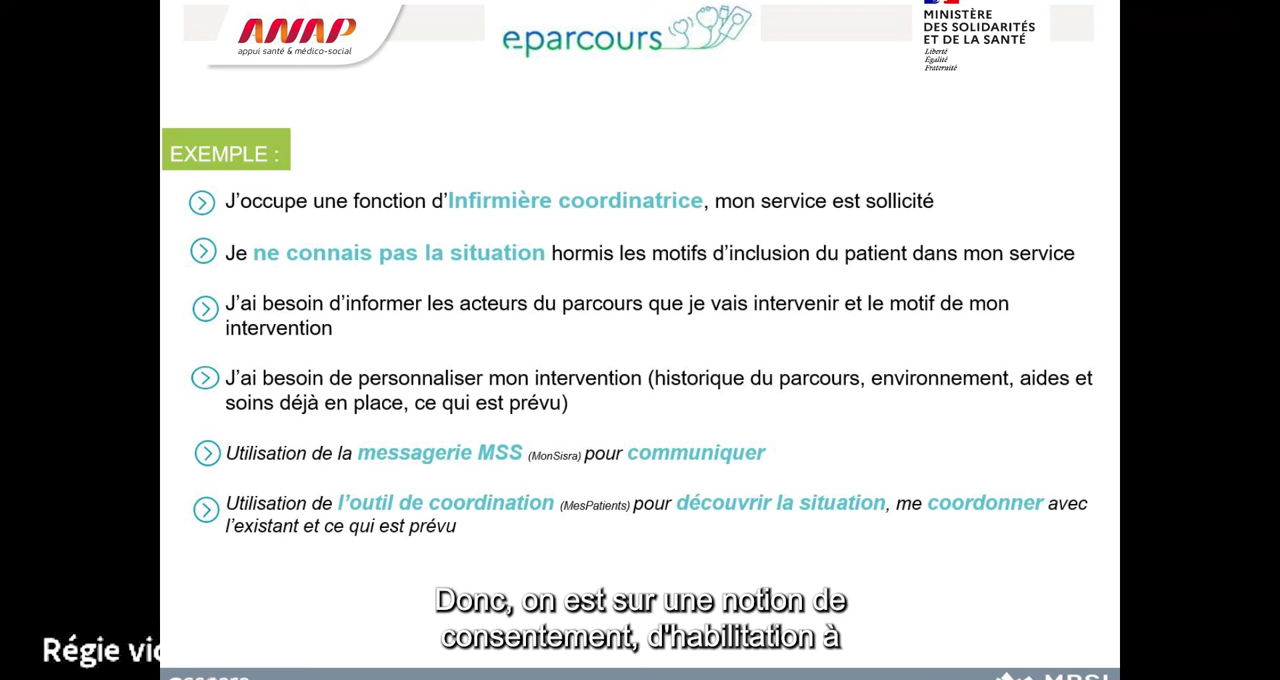 ANAP
appui santé & médico-social
eparcours
MINISTÈRE
DES SOLIDARITÉS
ET DE LA SANTÉ
Liberté
Égalité
Fraternité
EXEMPLE :
J’occupe une fonction d’Infirmière coordinatrice, mon service est sollicité
Je ne connais pas la situation hormis les motifs d’inclusion du patient dans mon service
J’ai besoin d’informer les acteurs du parcours que je vais intervenir et le motif de mon
intervention
J’ai besoin de personnaliser mon intervention (historique du parcours, environnement, aides et
soins déjà en place, ce qui est prévu)
Utilisation de la messagerie MSS (MonSisra) pour communiquer
Utilisation de l’outil de coordination (MesPatients) pour découvrir la situation, me coordonner avec
l’existant et ce qui est prévu
Donc, on est sur une notion de
consentement, d'habilitation à
Régie